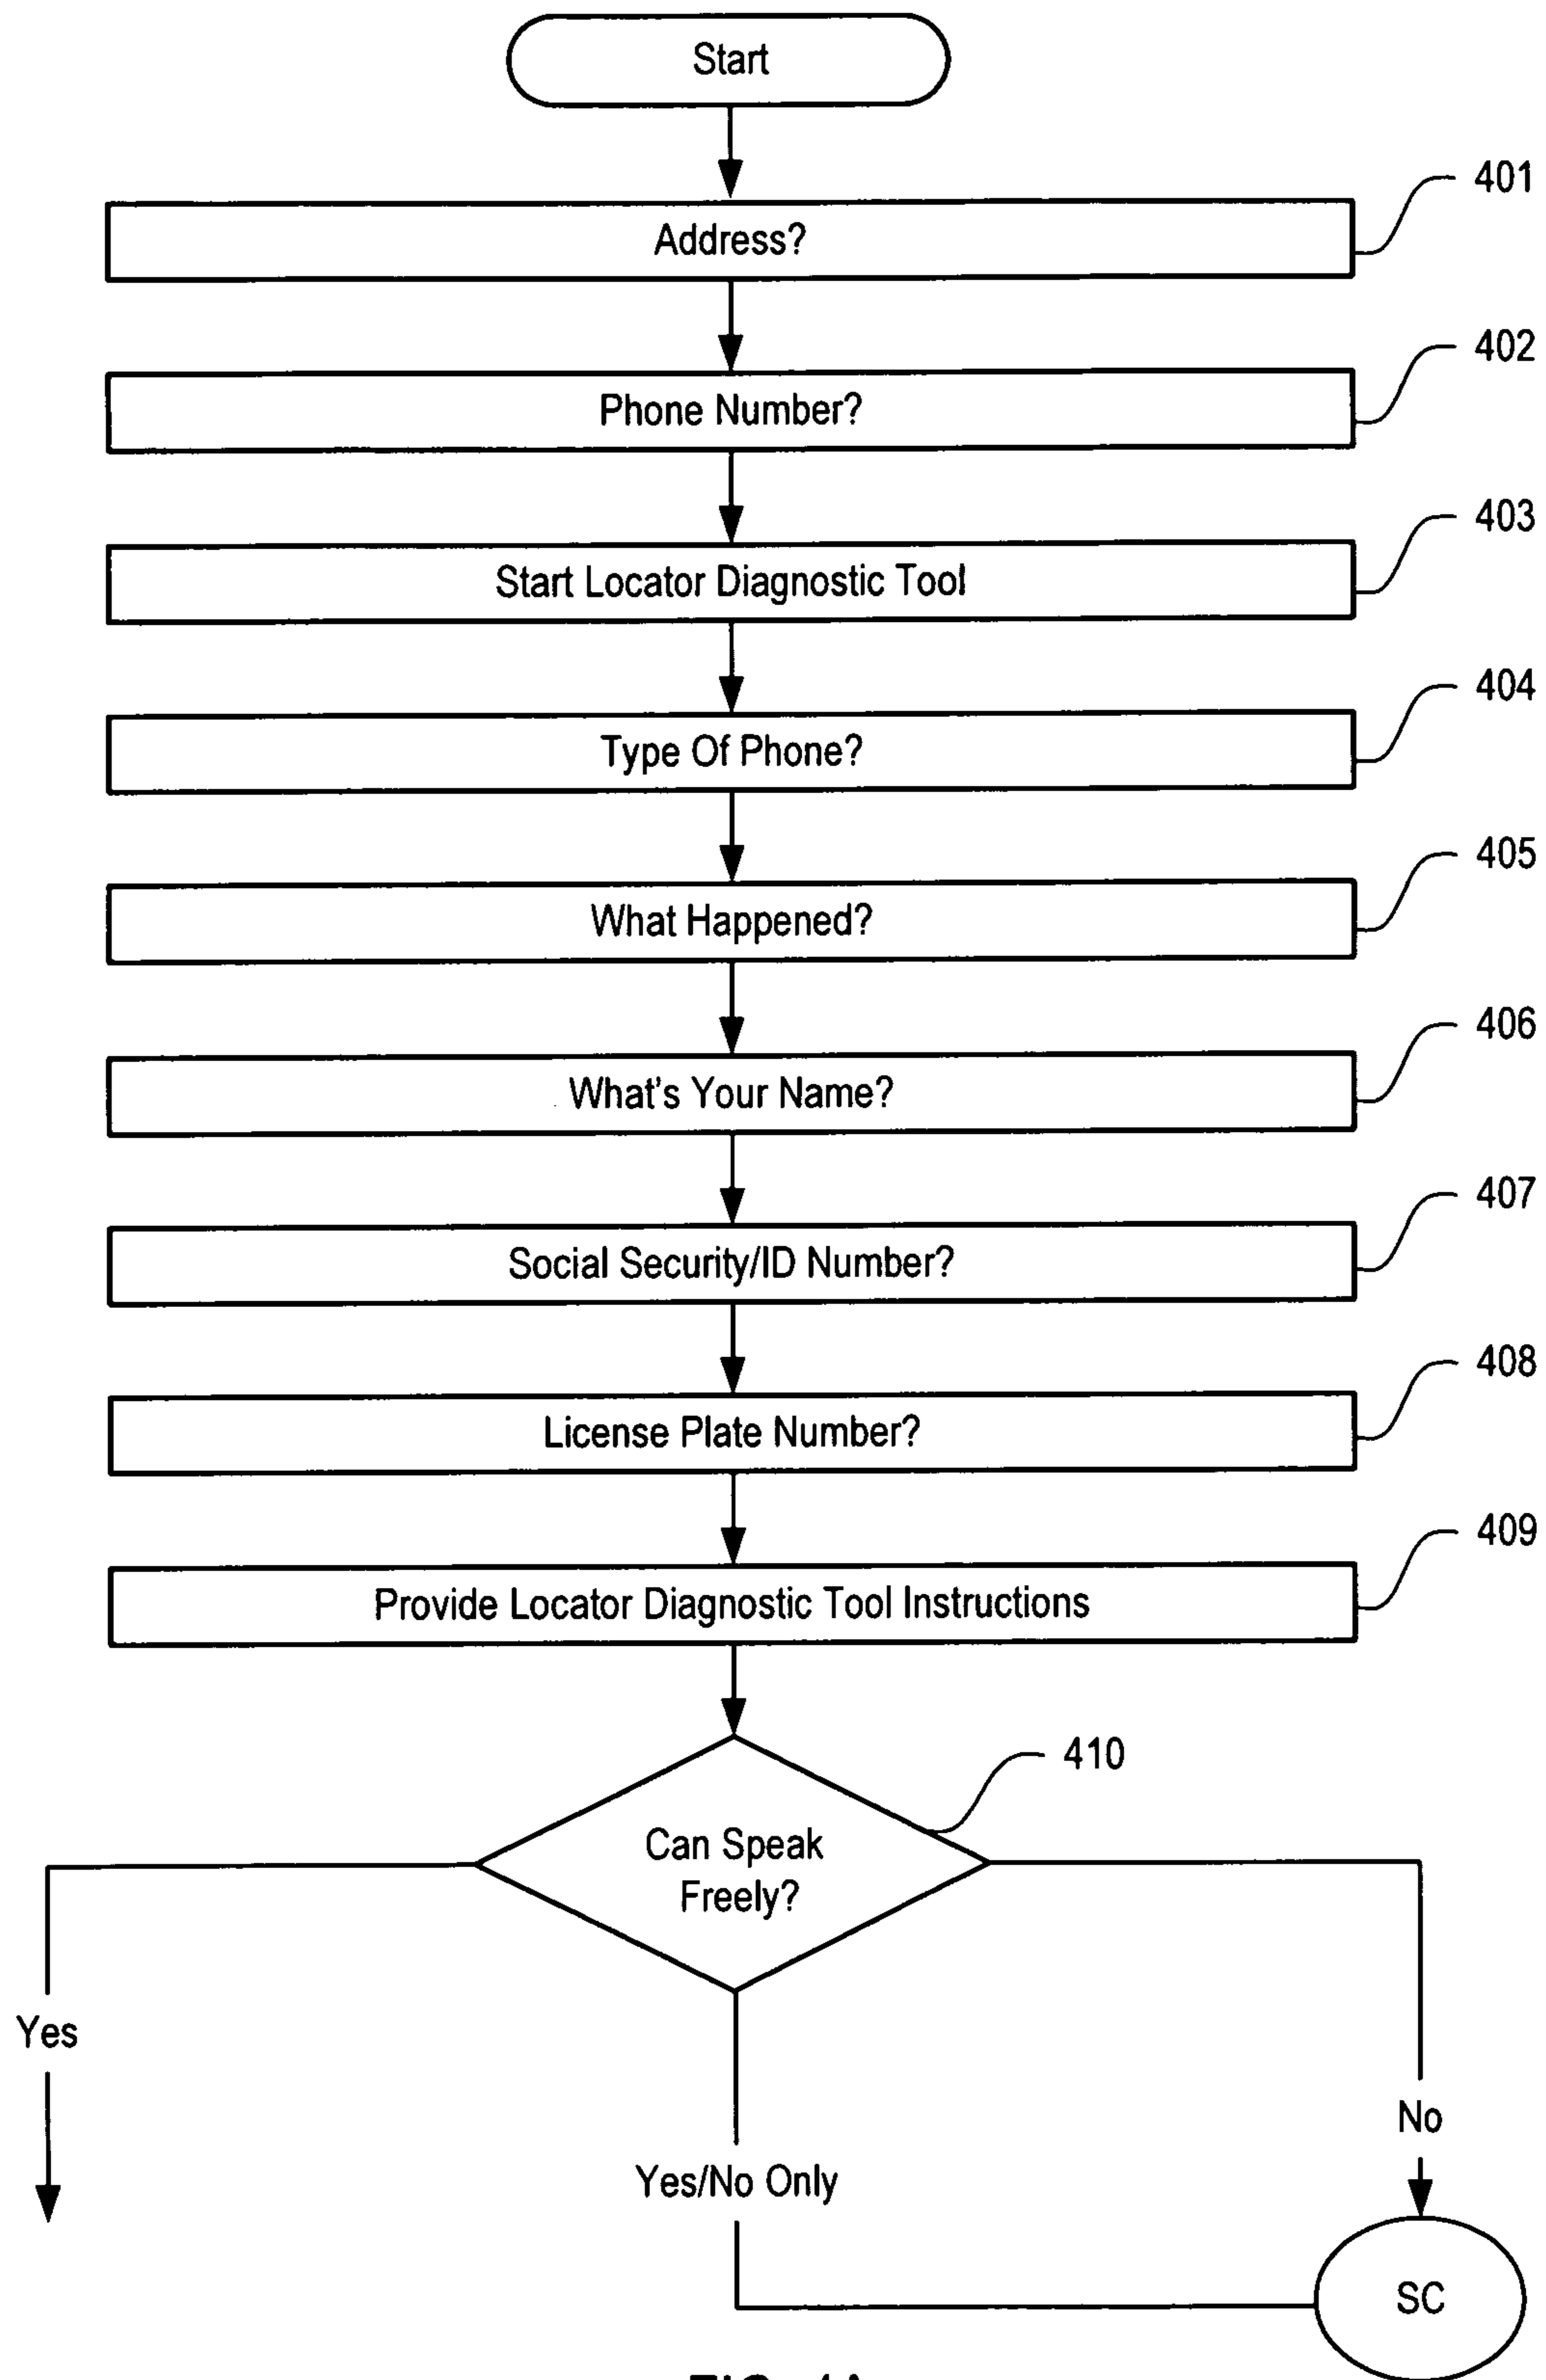 Start
401
Address?
402
Phone Number?
403
Start Locator Diagnostic Tool
404
Type Of Phone?
405
What Happened?
406
What's Your Name?
407
Social Security/ID Number?
408
License Plate Number?
409
Provide Locator Diagnostic Tool Instructions
410
Can Speak
Freely?
Yes
No
Yes/No Only
SC